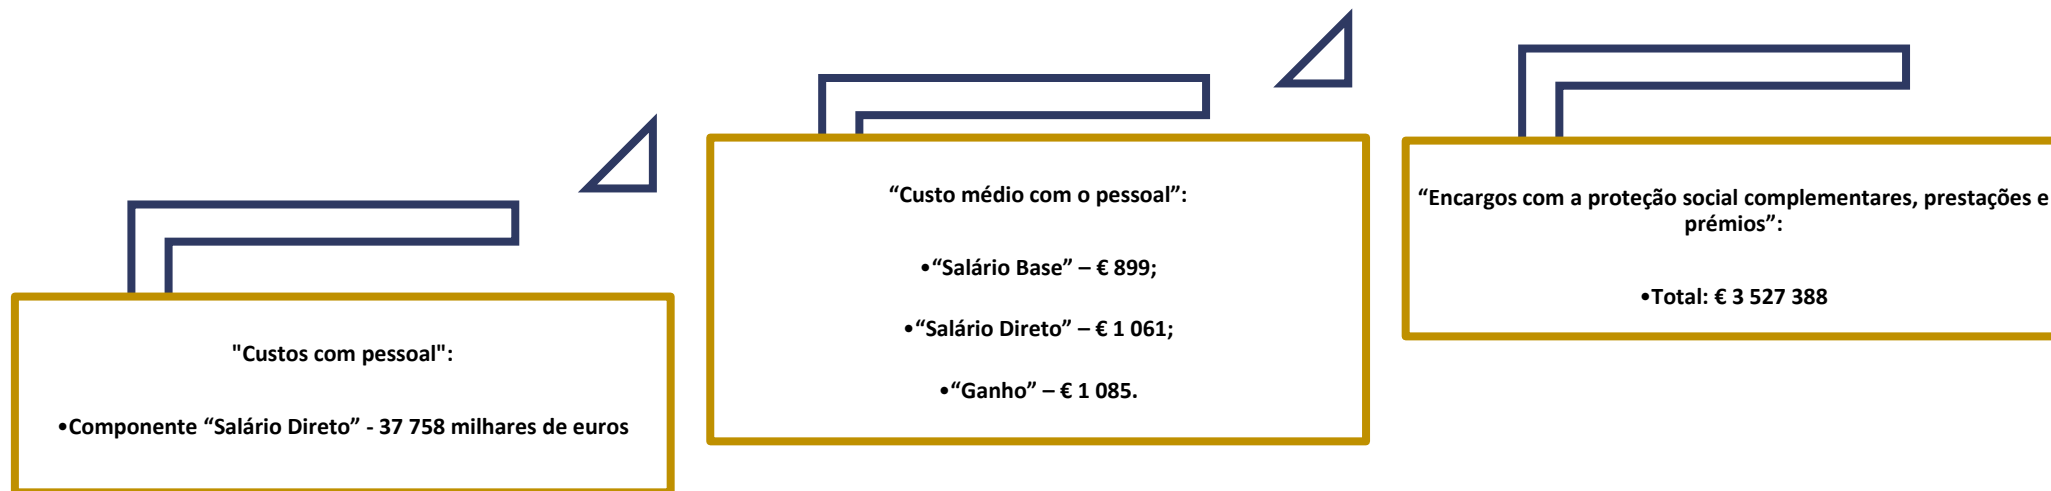 "Custos com pessoal":
•Componente “Salário Direto” - 37 758 milhares de euros
“Custo médio com o pessoal”:
•“Salário Base” – € 899;
•“Salário Direto” – € 1 061;
•“Ganho” – € 1 085.
“Encargos com a proteção social complementares, prestações e
prémios”:
•Total: € 3 527 388